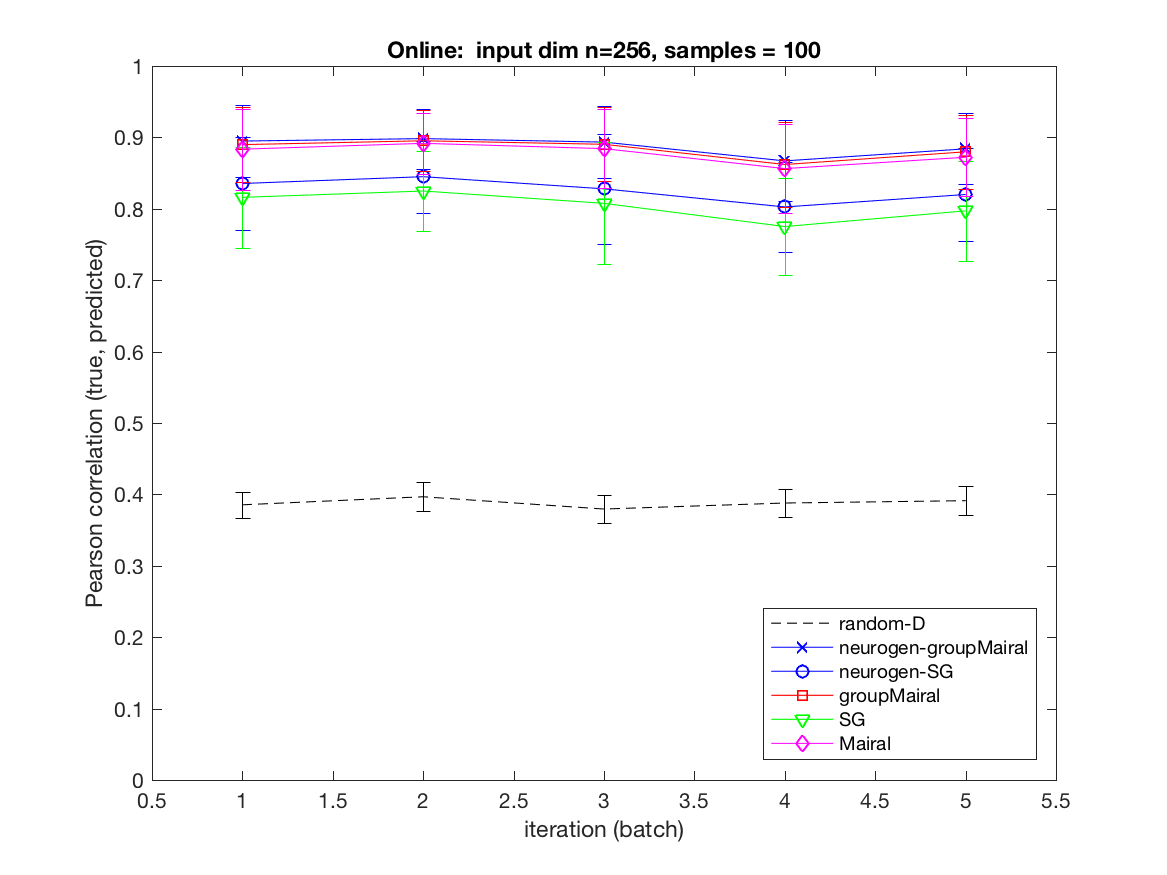 Online: input dim n=256, samples = 100
Pearson correlation (true, predicted)
1
0.9
0.8
0.7
0.6
0.5
0.4
0.3
0.2
0.1
0
random-D
neurogen-groupMairal
neurogen-SG
groupMairal
SG
Mairal
0.5 1 1.5 2 2.5 3 3.5 4 4.5 5 5.5
iteration (batch)